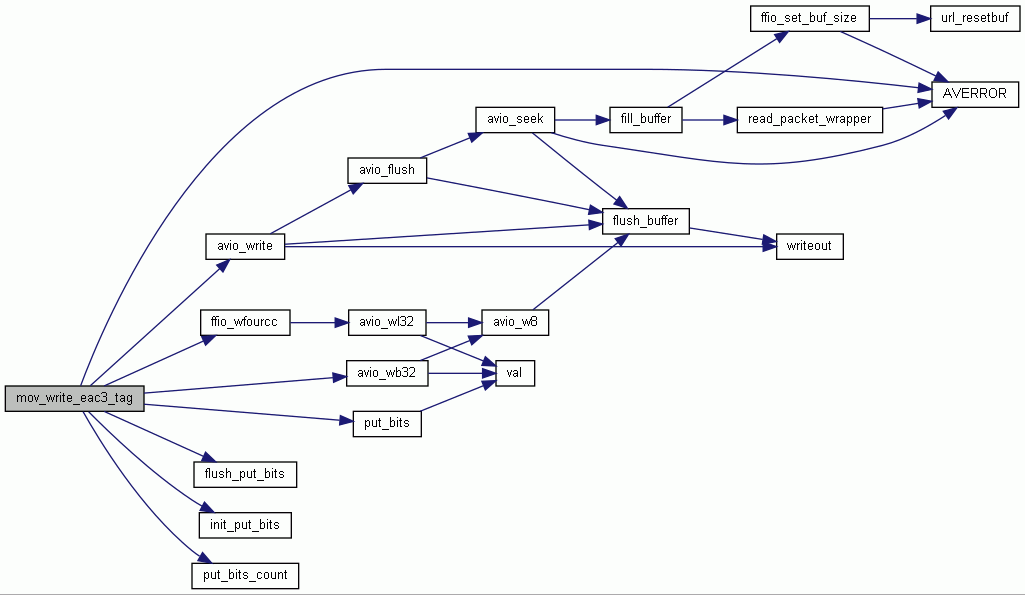 ffio_set_buf_size
url_resetbuf
AVERROR
avio_seek
fill_buffer
read_packet_wrapper
avio_flush
flush_buffer
avio_write
writeout
ffio_wfourcc
avio_wl32
avio_w8
avio_wb32
val
mov_write_eac3_tag
put_bits
flush_put_bits
init_put_bits
put_bits_count